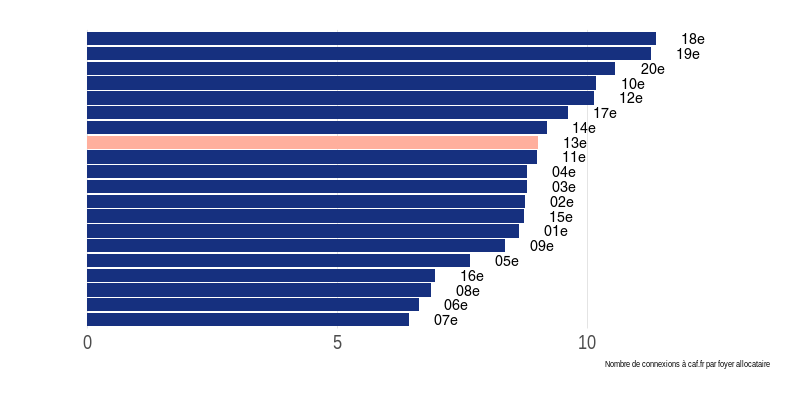 18e
19e
20e
10e
12e
17e
14e
13e
11e
04e
03e
02e
15e
01e
09e
05e
16e
08e
06e
07e
0 5 10
Nombre de connexions à caf.fr par foyer allocataire